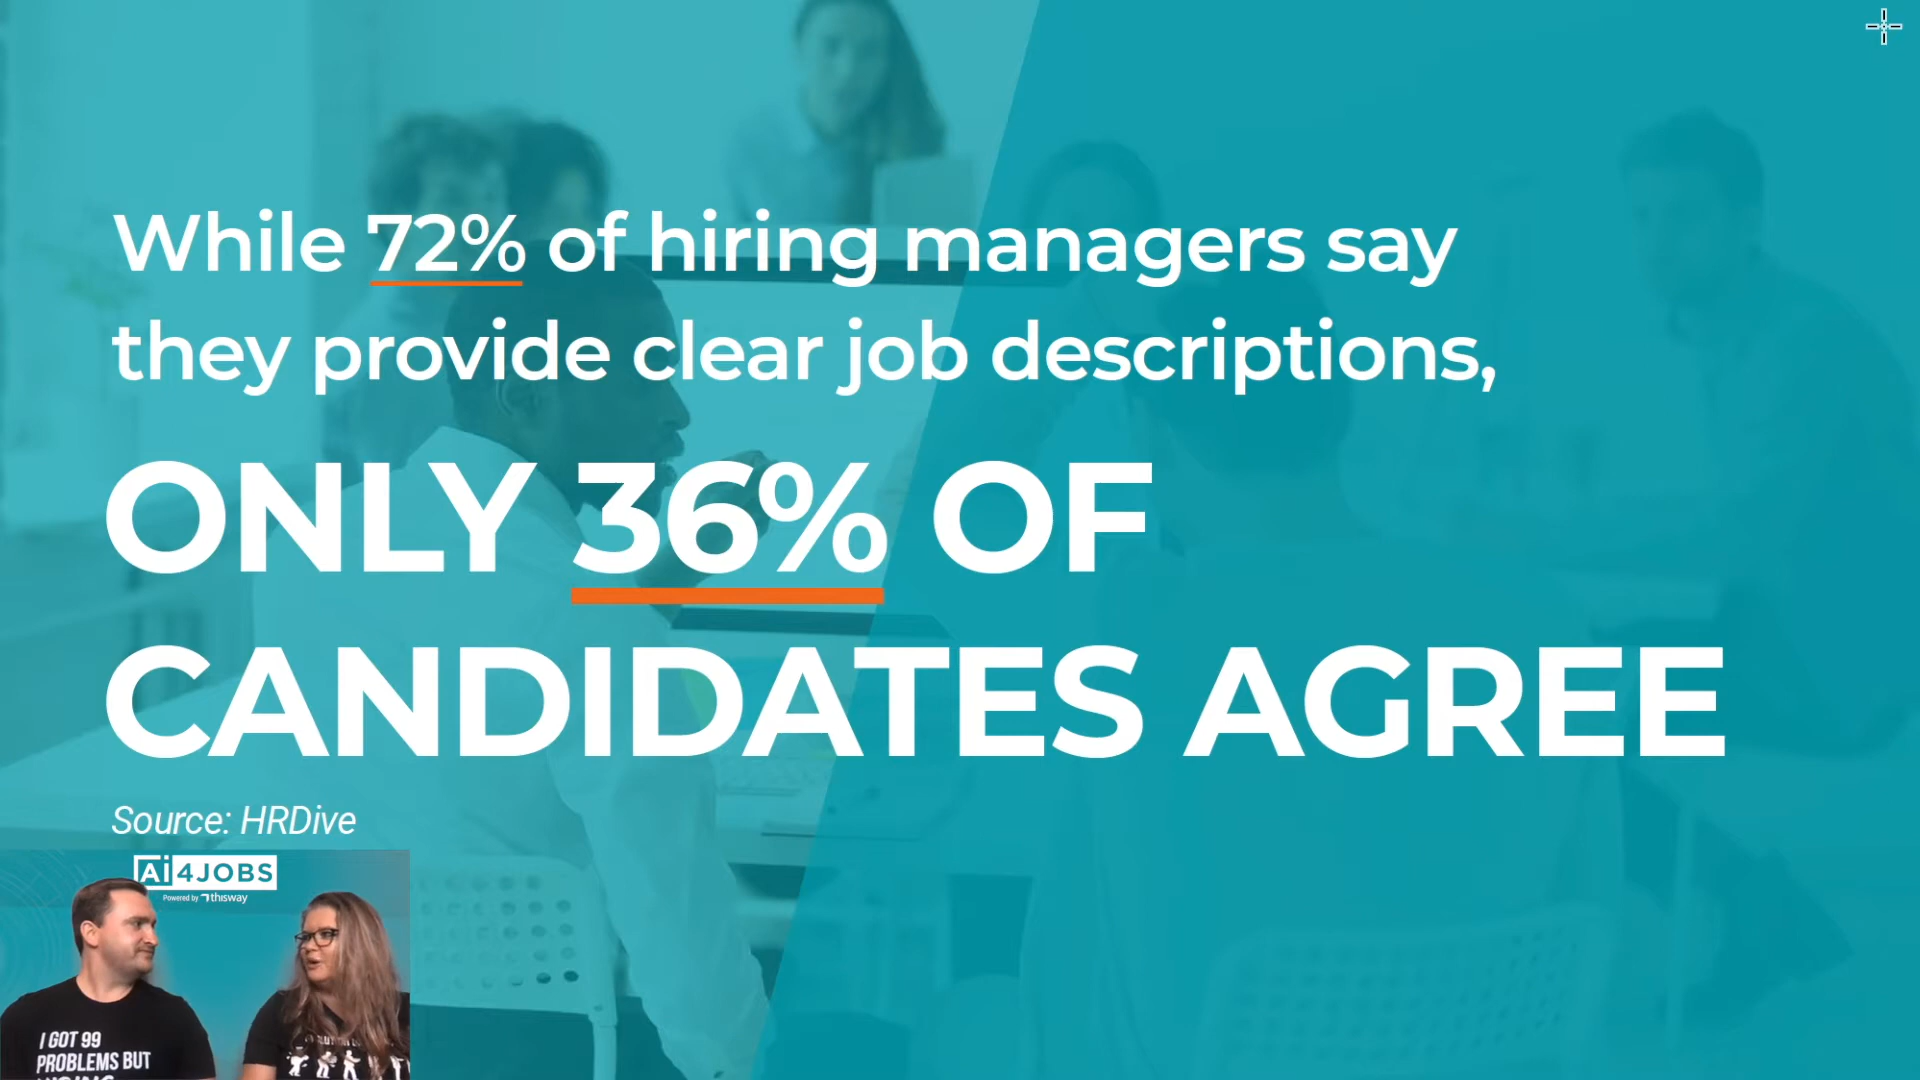 While 72% of hiring managers say
they provide clear job descriptions,
ONLY 36% OF
CANDIDATES AGREE
Source: HRDive
Ai4JOBS
Powered by thisway
I GOT 99
PROBLEMS BUT